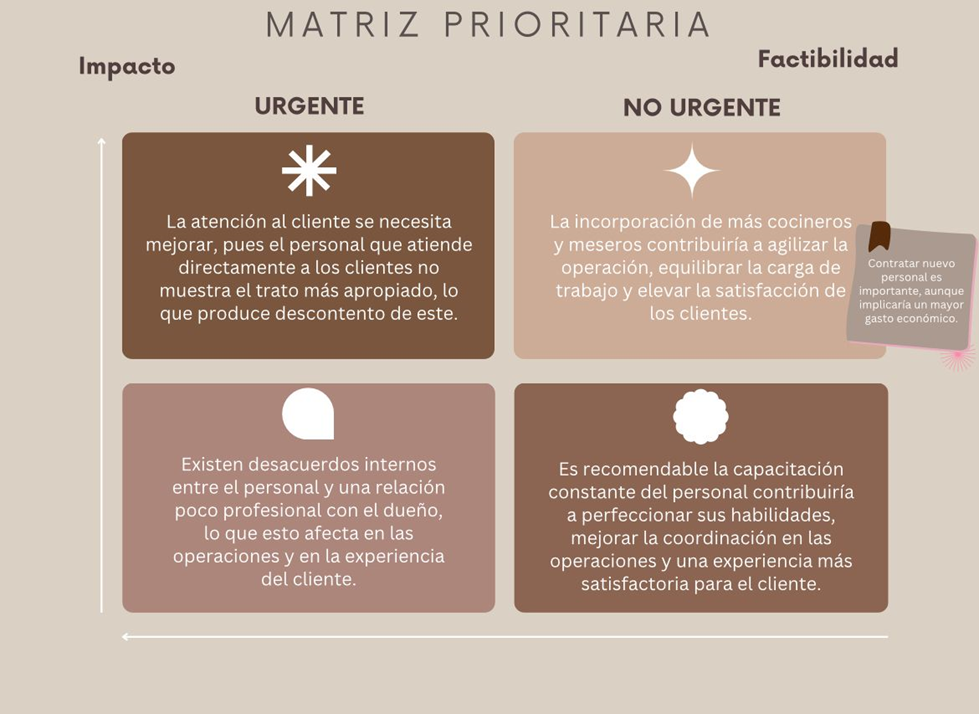 MATRIZ PRIORITARIA
Impacto
Factibilidad
URGENTE
NO URGENTE
La atención al cliente se necesita
mejorar, pues el personal que atiende
directamente a los clientes no
muestra el trato más apropiado, lo
que produce descontento de este.
La incorporación de más cocineros
y meseros contribuiría a agilizar la
operación, equilibrar la carga de
trabajo y elevar la satisfacción de
los clientes.
Contratar nuevo
personal es
importante, aunque
implicaría un mayor
gasto económico.
Existen desacuerdos internos
entre el personal y una relación
poco profesional con el dueño,
lo que esto afecta en las
operaciones y en la experiencia
del cliente.
Es recomendable la capacitación
constante del personal contribuiría
a perfeccionar sus habilidades,
mejorar la coordinación en las
operaciones y una experiencia más
satisfactoria para el cliente.